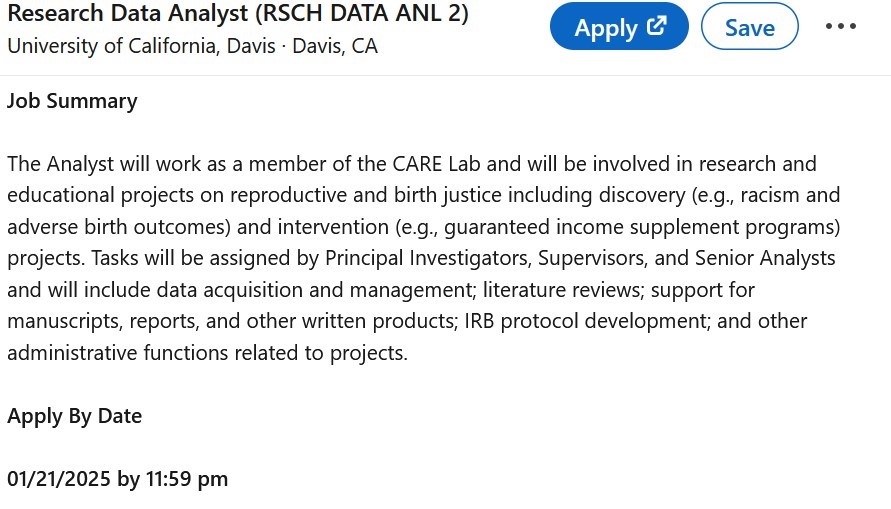 Research Data Analyst (RSCH DATA ANL 2)
University of California, Davis · Davis, CA
Apply
Save
Job Summary
The Analyst will work as a member of the CARE Lab and will be involved in research and
educational projects on reproductive and birth justice including discovery (e.g., racism and
adverse birth outcomes) and intervention (e.g., guaranteed income supplement programs)
projects. Tasks will be assigned by Principal Investigators, Supervisors, and Senior Analysts
and will include data acquisition and management; literature reviews; support for
manuscripts, reports, and other written products; IRB protocol development; and other
administrative functions related to projects.
Apply By Date
01/21/2025 by 11:59 pm